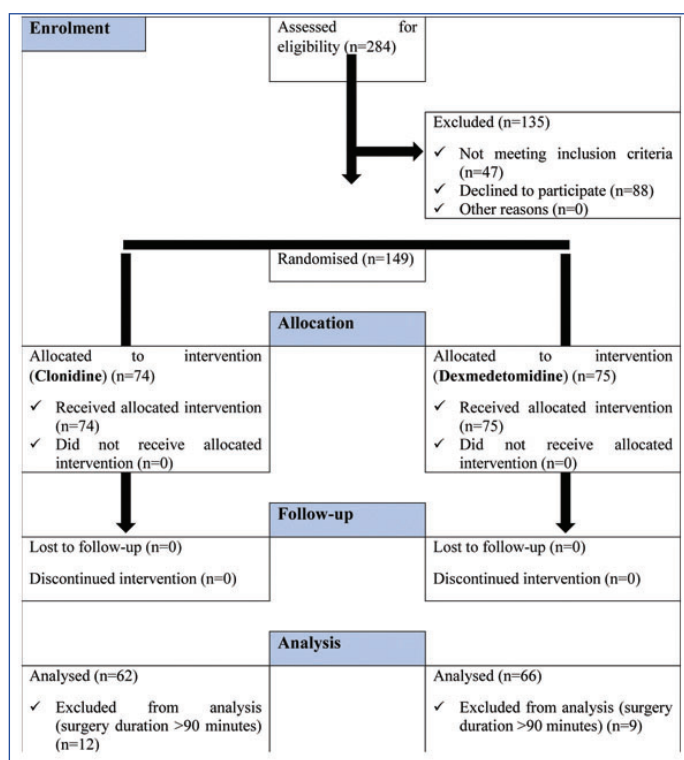 Enrolment
Assessed for
eligibility (n=284)
Excluded (n=135)
✓ Not meeting inclusion criteria
(n=47)
✓ Declined to participate (n=88)
✓ Other reasons (n=0)
Randomised (n=149)
Allocation
Allocated to intervention
(Clonidine) (n=74)
✓ Received allocated intervention
(n=74)
✓ Did not receive allocated
intervention (n=0)
Allocated to intervention
(Dexmedetomidine) (n=75)
✓ Received allocated intervention
(n=75)
✓ Did not receive allocated
intervention (n=0)
Follow-up
Lost to follow-up (n=0)
Discontinued intervention (n=0)
Lost to follow-up (n=0)
Discontinued intervention (n=0)
Analysis
Analysed (n=62)
✓ Excluded from analysis
(surgery duration >90 minutes)
(n=12)
Analysed (n=66)
✓ Excluded from analysis (surgery
duration >90 minutes) (n=9)